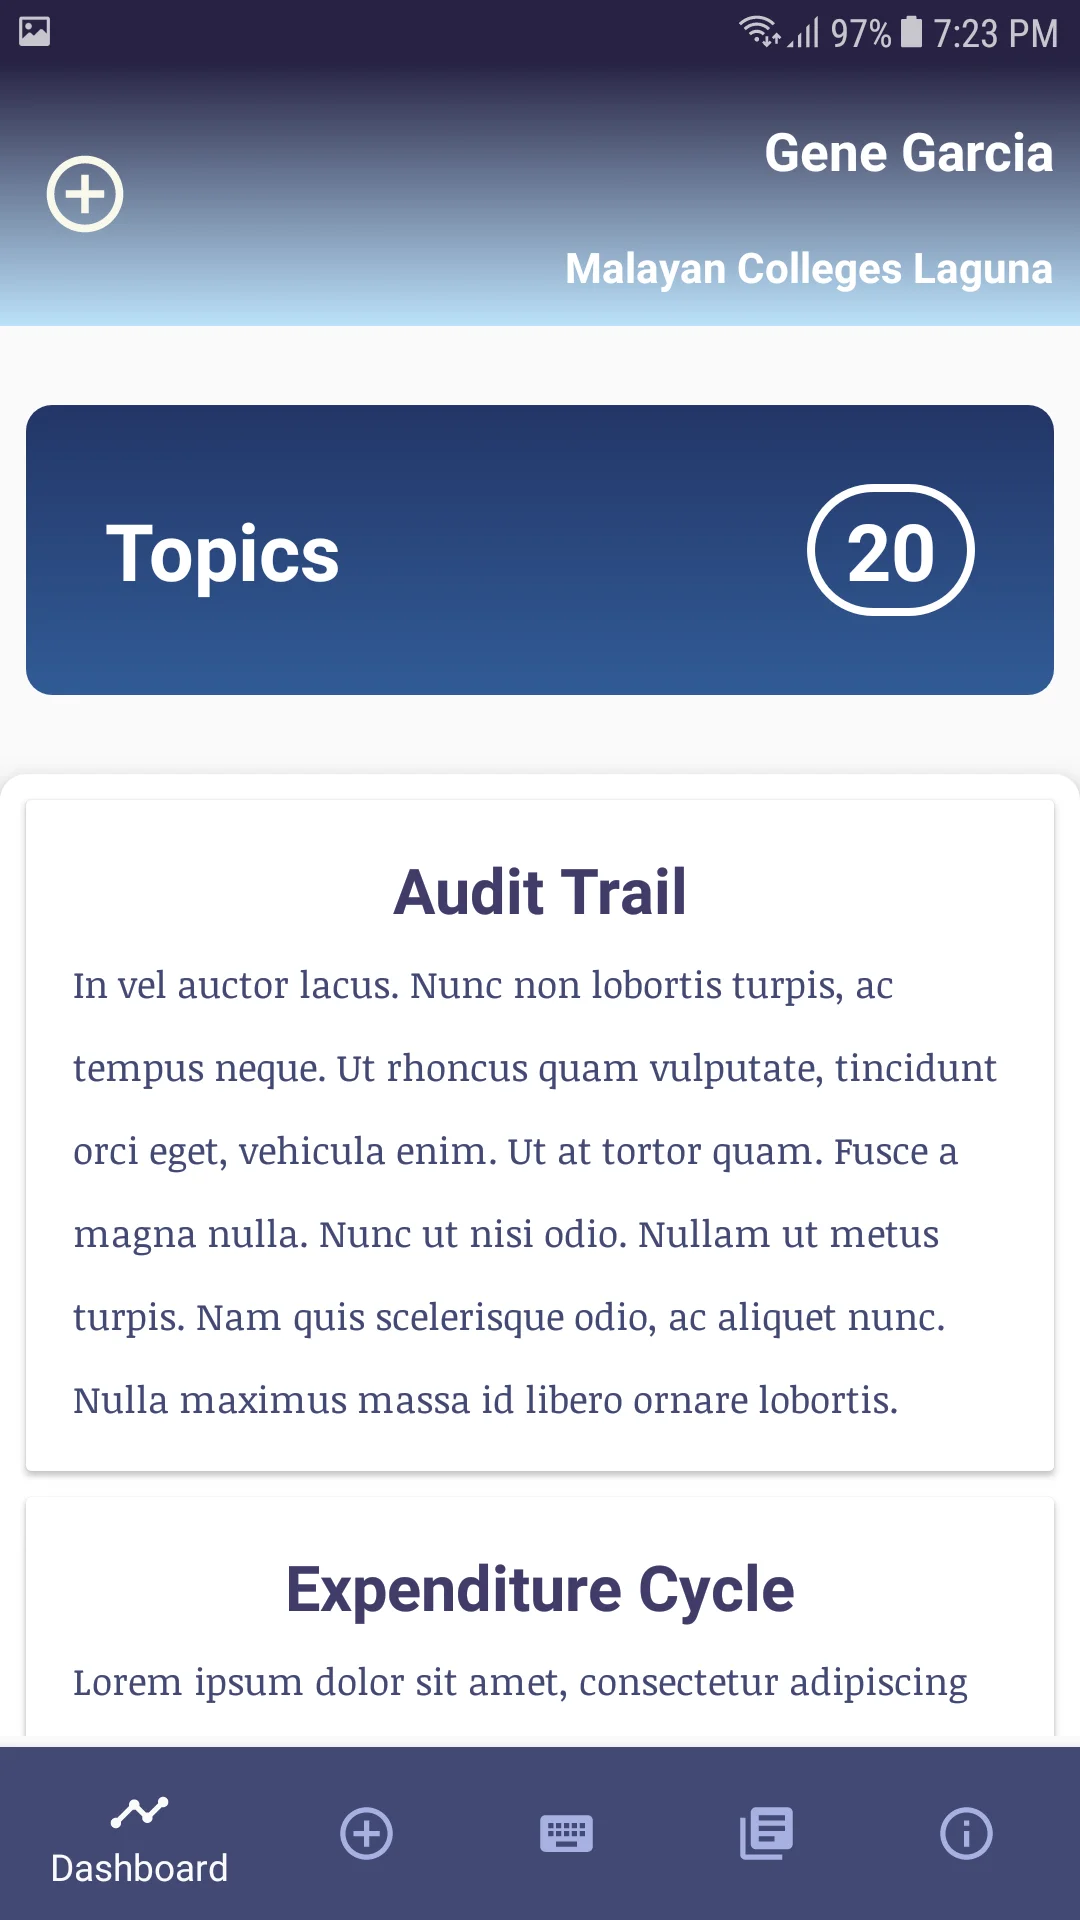 97% 7:23 PM
Gene Garcia
Malayan Colleges Laguna
Topics 20
Audit Trail
In vel auctor lacus. Nunc non lobortis turpis, ac
tempus neque. Ut rhoncus quam vulputate, tincidunt
orci eget, vehicula enim. Ut at tortor quam. Fusce a
magna nulla. Nunc ut nisi odio. Nullam ut metus
turpis. Nam quis scelerisque odio, ac aliquet nunc.
Nulla maximus massa id libero ornare lobortis.
Expenditure Cycle
Lorem ipsum dolor sit amet, consectetur adipiscing
Dashboard